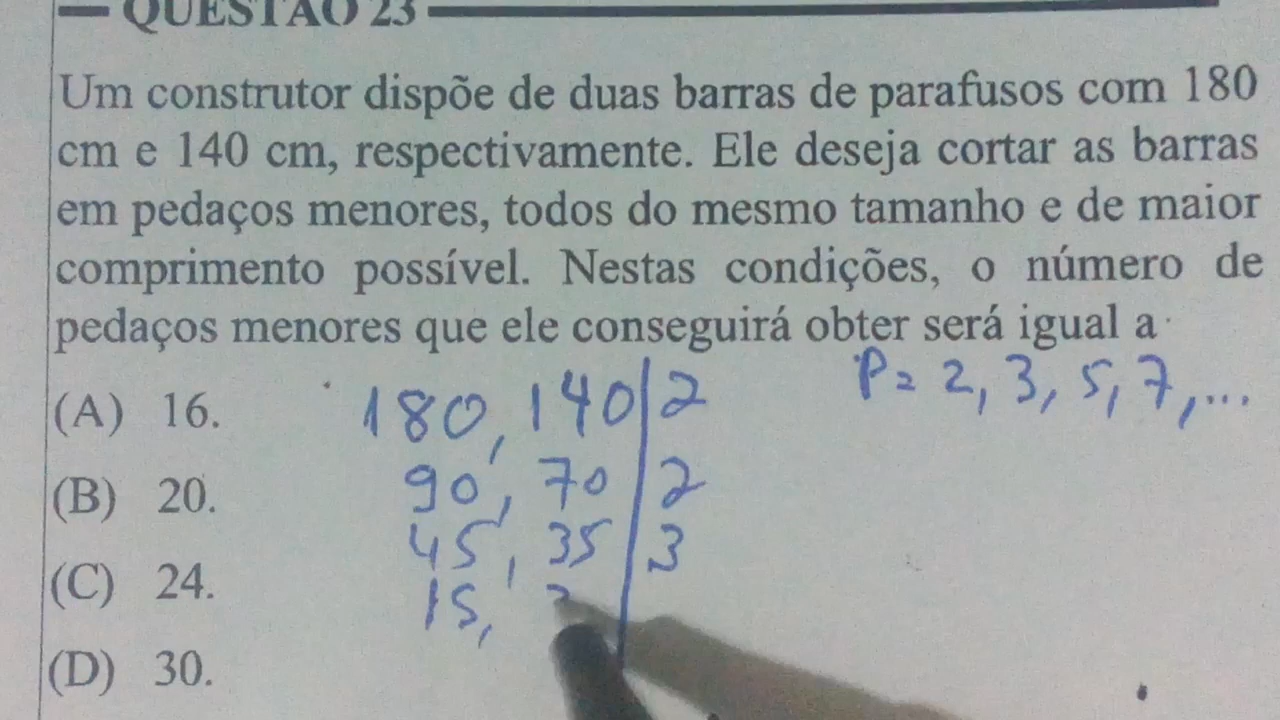 QUESTÃO 23
Um construtor dispõe de duas barras de parafusos com 180
cm e 140 cm, respectivamente. Ele deseja cortar as barras
em pedaços menores, todos do mesmo tamanho e de maior
comprimento possível. Nestas condições, o número de
pedaços menores que ele conseguirá obter será igual a
P= 2, 3, 5, 7, ...
(A) 16.
180, 140 | 2
(B) 20.
90, 70 | 2
45, 35 | 3
(C) 24.
15,
(D) 30.